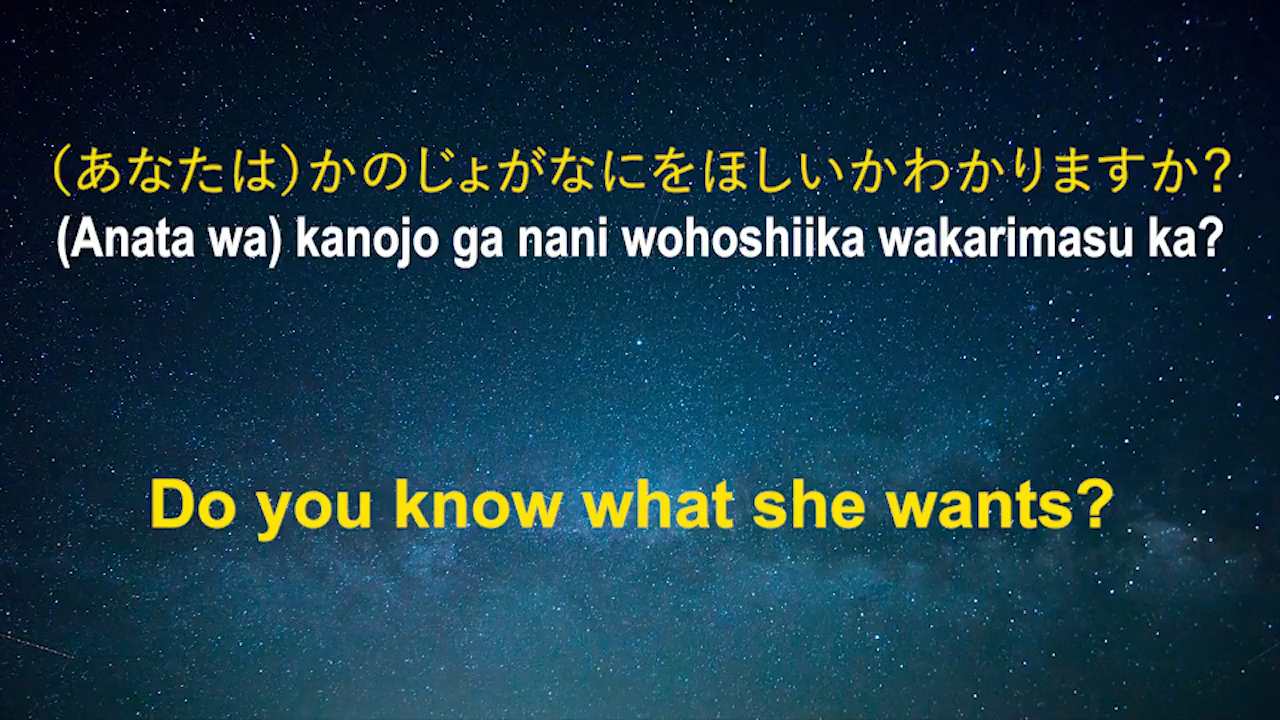 （あなたは）かのじょがなにをほしいかわかりますか？
(Anata wa) kanojo ga nani wohoshiika wakarimasu ka?
Do you know what she wants?